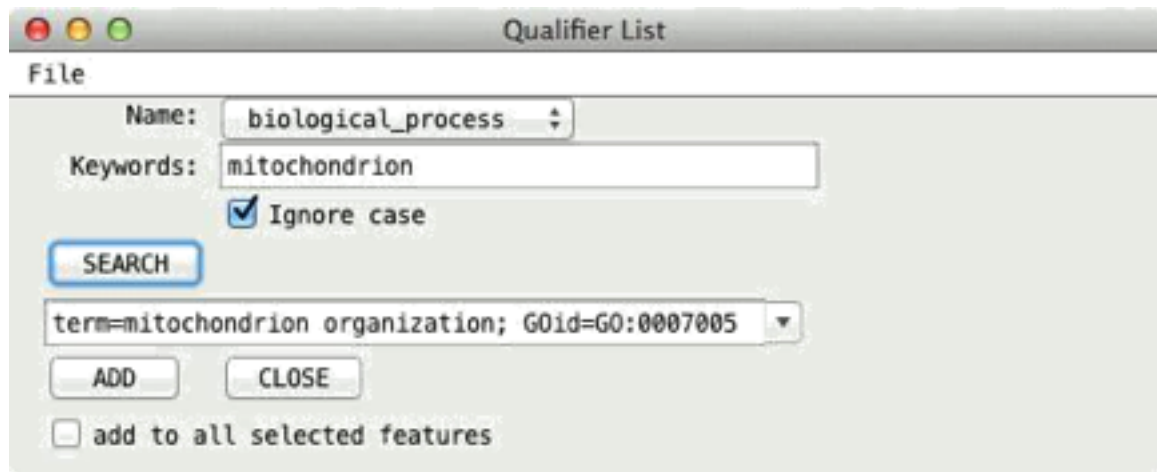 Qualifier List
File
Name: biological_process
Keywords: mitochondrion
Ignore case
SEARCH
term=mitochondrion organization; GOid=GO:0007005
ADD CLOSE
add to all selected features